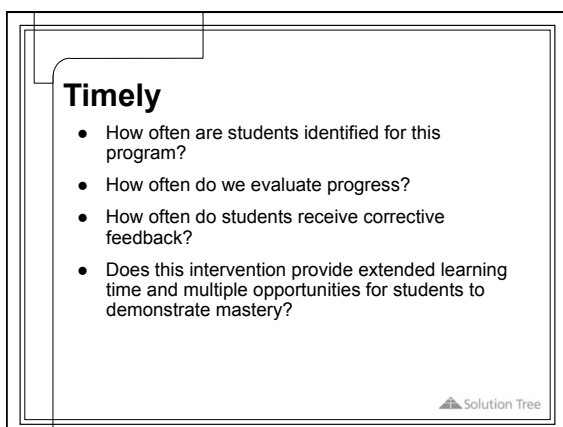 Timely
● How often are students identified for this
program?
● How often do we evaluate progress?
● How often do students receive corrective
feedback?
● Does this intervention provide extended learning
time and multiple opportunities for students to
demonstrate mastery?
Solution Tree